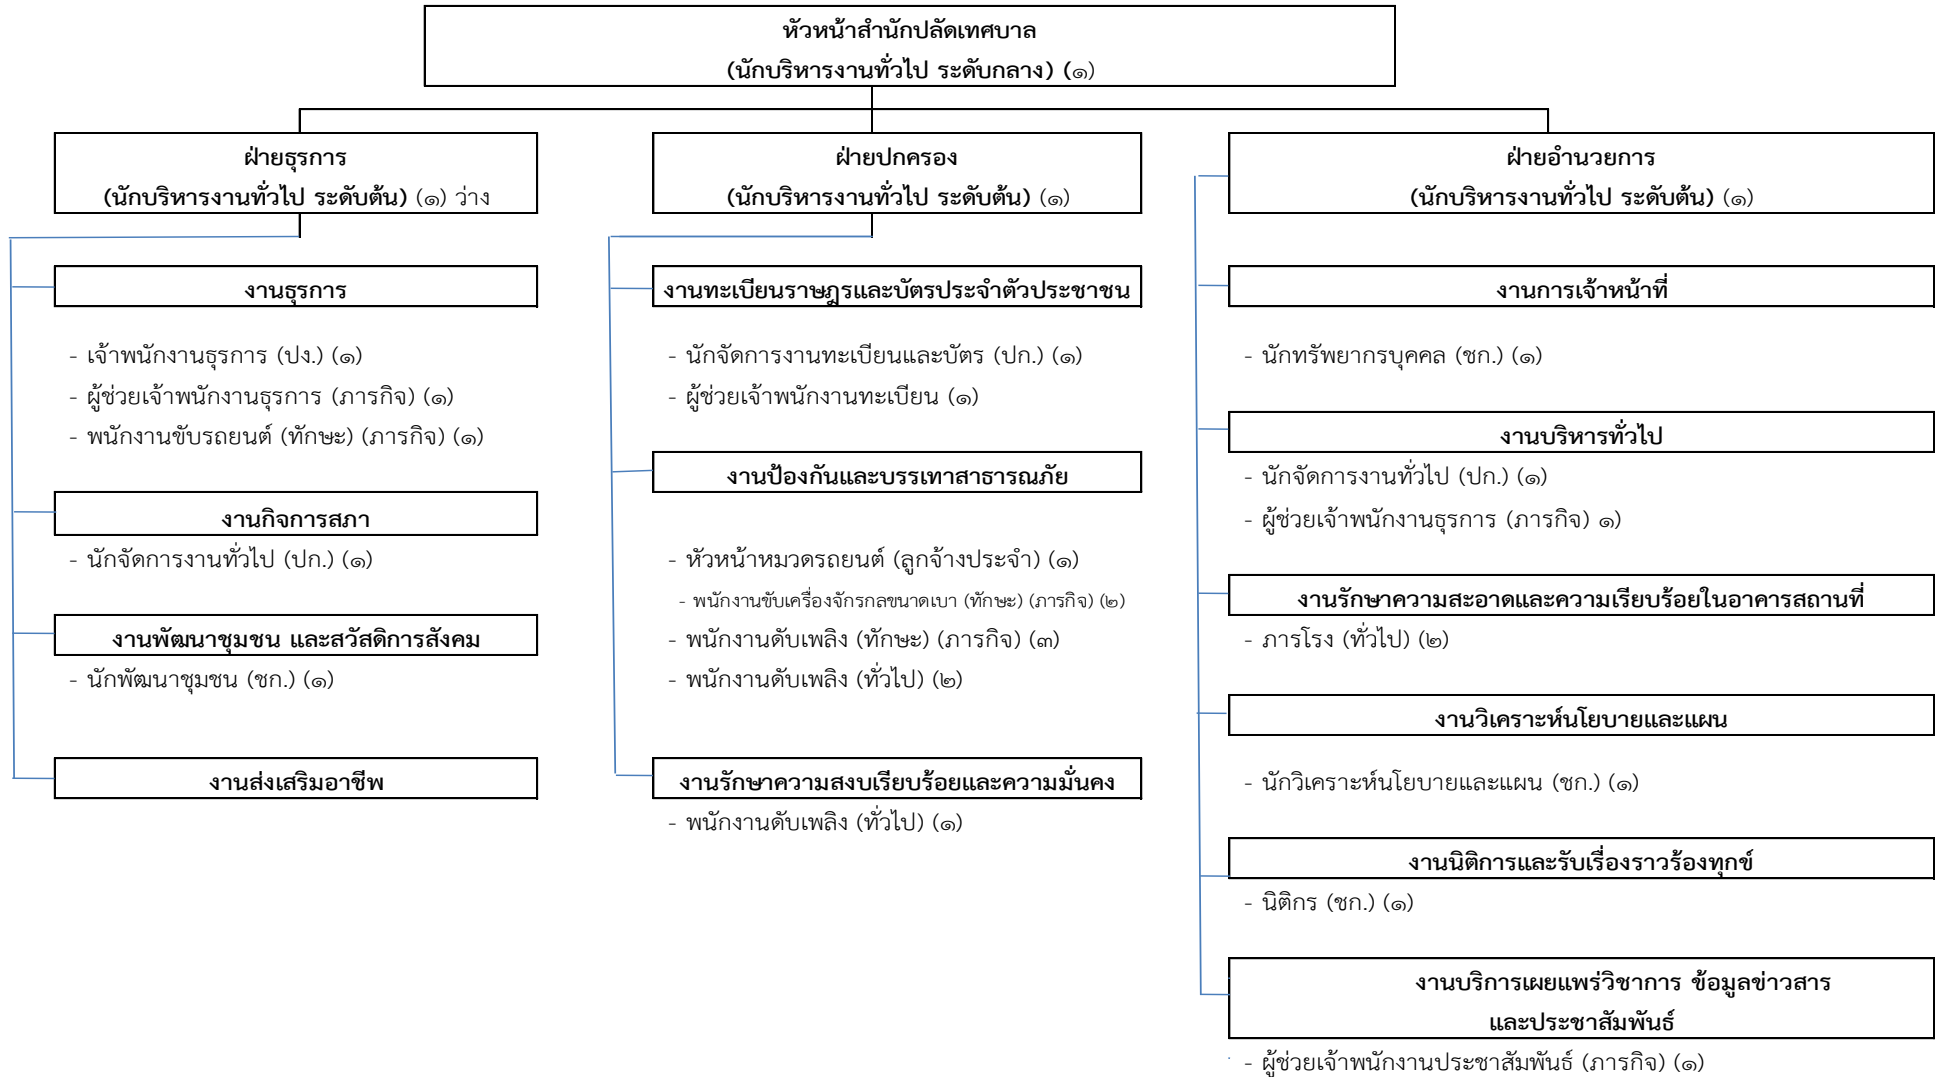 หัวหน้าสำนักปลัดเทศบาล
(นักบริหารงานทั่วไป ระดับกลาง) (๑)
ฝ่ายธุรการ
(นักบริหารงานทั่วไป ระดับต้น) (๑) ว่าง
งานธุรการ
- เจ้าพนักงานธุรการ (ปง.) (๑)
- ผู้ช่วยเจ้าพนักงานธุรการ (ภารกิจ) (๑)
- พนักงานขับรถยนต์ (ทักษะ) (ภารกิจ) (๑)
งานกิจการสภา
- นักจัดการงานทั่วไป (ปก.) (๑)
งานพัฒนาชุมชน และสวัสดิการสังคม
- นักพัฒนาชุมชน (ชก.) (๑)
งานส่งเสริมอาชีพ
ฝ่ายปกครอง
(นักบริหารงานทั่วไป ระดับต้น) (๑)
งานทะเบียนราษฎรและบัตรประจำตัวประชาชน
- นักจัดการงานทะเบียนและบัตร (ปก.) (๑)
- ผู้ช่วยเจ้าพนักงานทะเบียน (๑)
งานป้องกันและบรรเทาสาธารณภัย
- หัวหน้าหมวดรถยนต์ (ลูกจ้างประจำ) (๑)
- พนักงานขับเครื่องจักรกลขนาดเบา (ทักษะ) (ภารกิจ) (๒)
- พนักงานดับเพลิง (ทักษะ) (ภารกิจ) (๓)
- พนักงานดับเพลิง (ทั่วไป) (๒)
งานรักษาความสงบเรียบร้อยและความมั่นคง
- พนักงานดับเพลิง (ทั่วไป) (๑)
ฝ่ายอำนวยการ
(นักบริหารงานทั่วไป ระดับต้น) (๑)
งานการเจ้าหน้าที่
- นักทรัพยากรบุคคล (ชก.) (๑)
งานบริหารทั่วไป
- นักจัดการงานทั่วไป (ปก.) (๑)
- ผู้ช่วยเจ้าพนักงานธุรการ (ภารกิจ) ๑)
งานรักษาความสะอาดและความเรียบร้อยในอาคารสถานที่
- ภารโรง (ทั่วไป) (๒)
งานวิเคราะห์นโยบายและแผน
- นักวิเคราะห์นโยบายและแผน (ชก.) (๑)
งานนิติการและรับเรื่องราวร้องทุกข์
- นิติกร (ชก.) (๑)
งานบริการเผยแพร่วิชาการ ข้อมูลข่าวสาร
และประชาสัมพันธ์
- ผู้ช่วยเจ้าพนักงานประชาสัมพันธ์ (ภารกิจ) (๑)